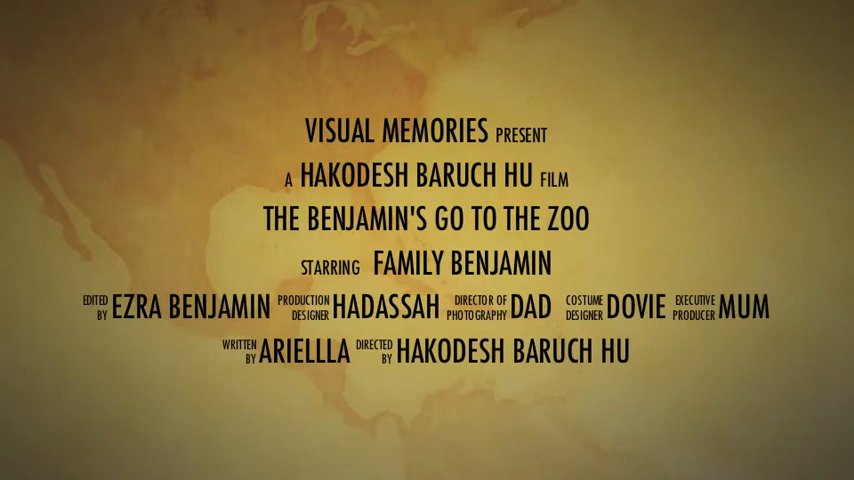 VISUAL MEMORIES PRESENT
A HAKODESH BARUCH HU FILM
THE BENJAMIN'S GO TO THE ZOO
STARRING FAMILY BENJAMIN
EDITED BY EZRA BENJAMIN PRODUCTION DESIGNER HADASSAH DIRECTOR OF PHOTOGRAPHY DAD COSTUME DESIGNER DOVIE EXECUTIVE PRODUCER MUM
WRITTEN BY ARIELLLA DIRECTED BY HAKODESH BARUCH HU